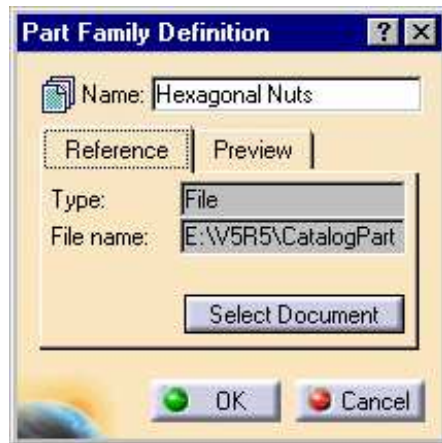 Part Family Definition ? X
Name: Hexagonal Nuts
Reference Preview
Type: File
File name: E:\V5R5\CatalogPart
Select Document
OK Cancel